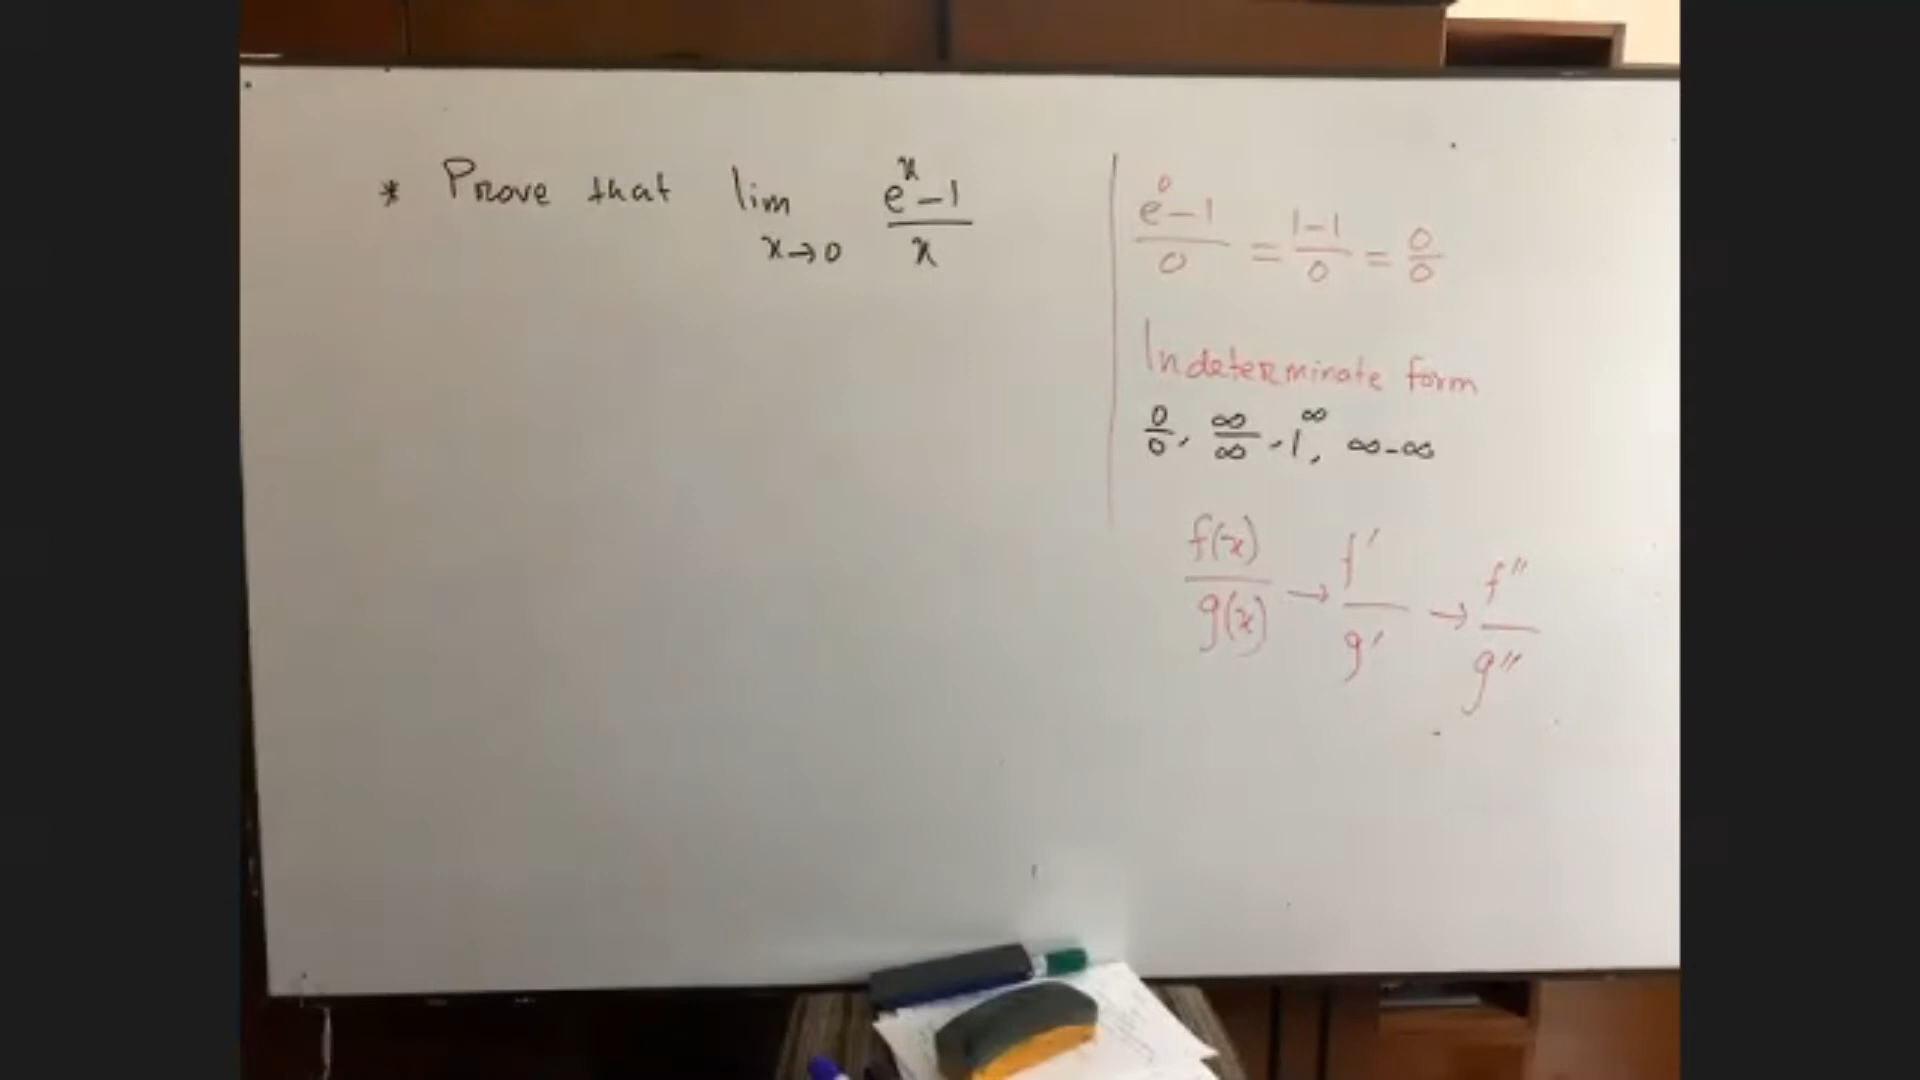 * Prove that lim x→0 (e^x - 1)/x
(e^0 - 1)/0 = (1-1)/0 = 0/0
Indeterminate form
0/0, ∞/∞, 1^∞, ∞-∞
f(x)/g(x) → f'/g' → f''/g''